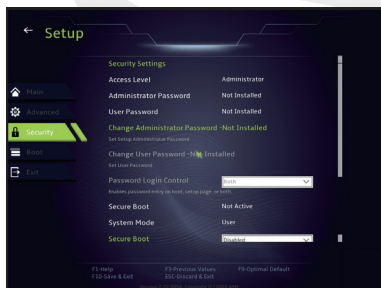 Setup
Security Settings
Access Level Administrator
Administrator Password Not Installed
User Password Not Installed
Change Administrator Password -Not Installed
Set Setup Administrator Password
Change User Password -Not Installed
Set User Password
Password Login Control Both
Enables password entry on boot, setup page, or both.
Secure Boot Not Active
System Mode User
Secure Boot Disabled
Main
Advanced
Security
Boot
Exit
F1-Help F3-Previous Values F9-Optimal Default
F10-Save & Exit ESC-Discard & Exit